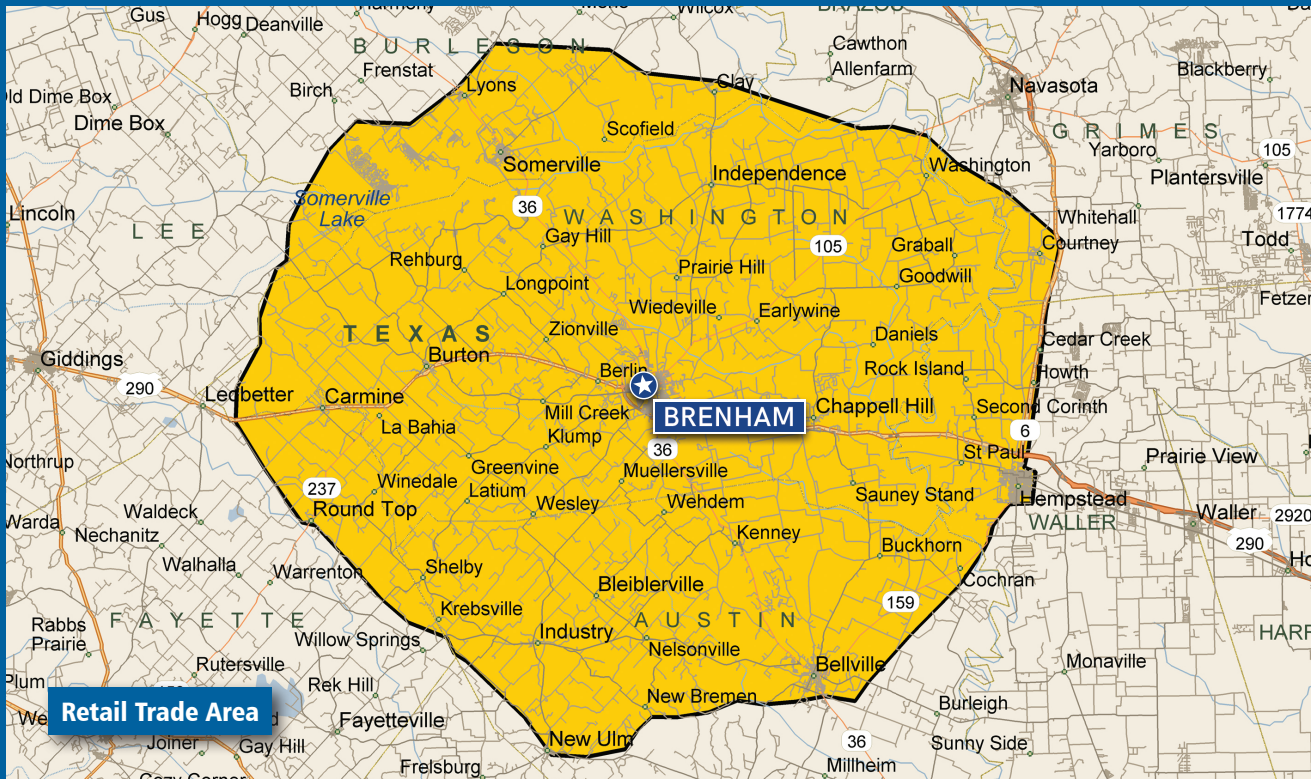 Gus
Hogg
Deanville
Harmony
Wilcox
BRAZOS
BURLESON
Frenstat
Birch
Lyons
Clay
Cawthon
Allenfarm
Navasota
Blackberry
Old Dime Box
Dime Box
Scofield
GRIMES
Yarboro
105
Somerville
Independence
Washington
Plantersville
Somerville
Lake
36
WASHINGTON
Lincoln
LEE
Gay Hill
105
Graball
Whitehall
1774
Courtney
Todd
Rehburg
Prairie Hill
Goodwill
Longpoint
Wiedeville
Earlywine
Fetzer
TEXAS
Zionville
Daniels
Cedar Creek
Giddings
Burton
Berlin
Rock Island
Howth
290
Ledbetter
Carmine
Mill Creek
BRENHAM
Chappell Hill
Second Corinth
La Bahia
Klump
36
6
St Paul
Northrup
Greenvine
Muellersville
Prairie View
237
Winedale
Latium
Wesley
Wehdem
Sauney Stand
Hempstead
Round Top
Waldeck
Warda
Nechanitz
WALLER
Waller
2920
Kenney
Buckhorn
290
Walhalla
Warrenton
Shelby
Bleiblerville
Cochran
Krebsville
159
FAYETTE
Rabbs
Prairie
Willow Springs
Industry
AUSTIN
Nelsonville
Rutersville
Bellville
Monaville
Plum
Rek Hill
New Bremen
Burleigh
Retail Trade Area
Fayetteville
Joiner
Gay Hill
New Ulm
36
Sunny Side
Frelsburg
Millheim